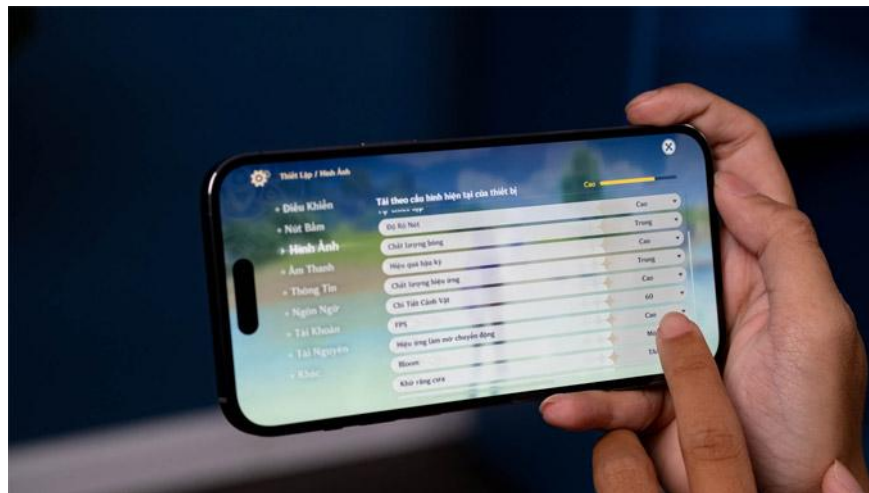 Thiết Lập / Hình Ảnh
Điều Khiển
Nút Bấm
Hình Ảnh
Âm Thanh
Thông Tin
Ngôn Ngữ
Tài Khoản
Tài Nguyên
Khác
Tải theo cấu hình hiện tại của thiết bị
Cao
Độ Rõ Nét
Cao
Chất lượng bóng
Trung
Hiệu quả hậu kỳ
Cao
Chất lượng hiệu ứng
Trung
Chi Tiết Cảnh Vật
Cao
FPS
60
Hiệu ứng làm mờ chuyển động
Cao
Bloom
Khử răng cưa